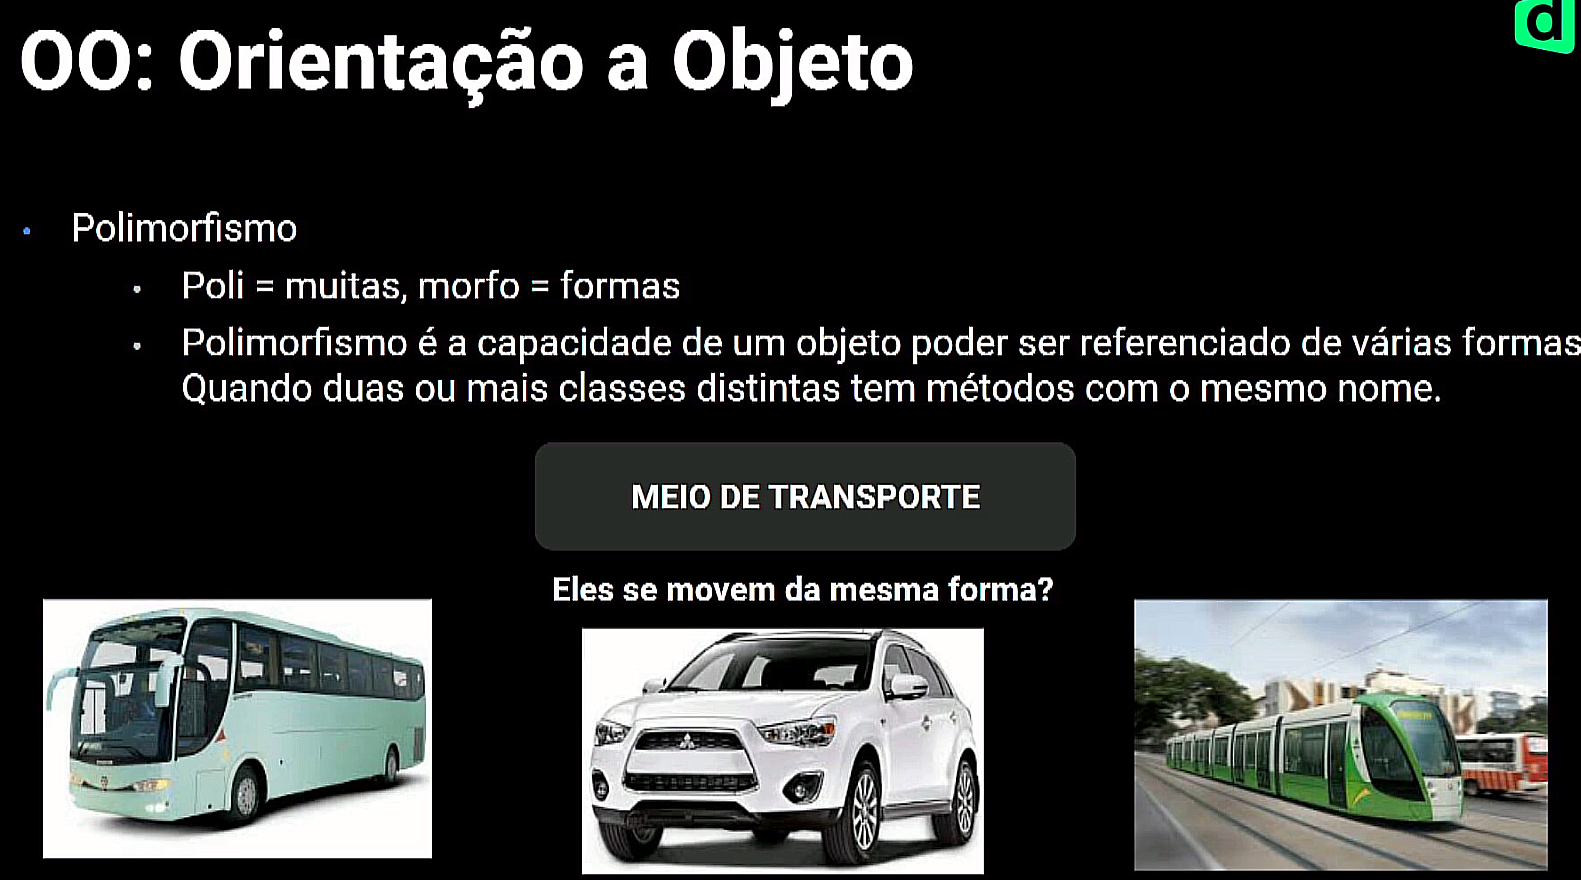 OO: Orientação a Objeto
d
Polimorfismo
Poli = muitas, morfo = formas
Polimorfismo é a capacidade de um objeto poder ser referenciado de várias formas
Quando duas ou mais classes distintas tem métodos com o mesmo nome.
MEIO DE TRANSPORTE
Eles se movem da mesma forma?